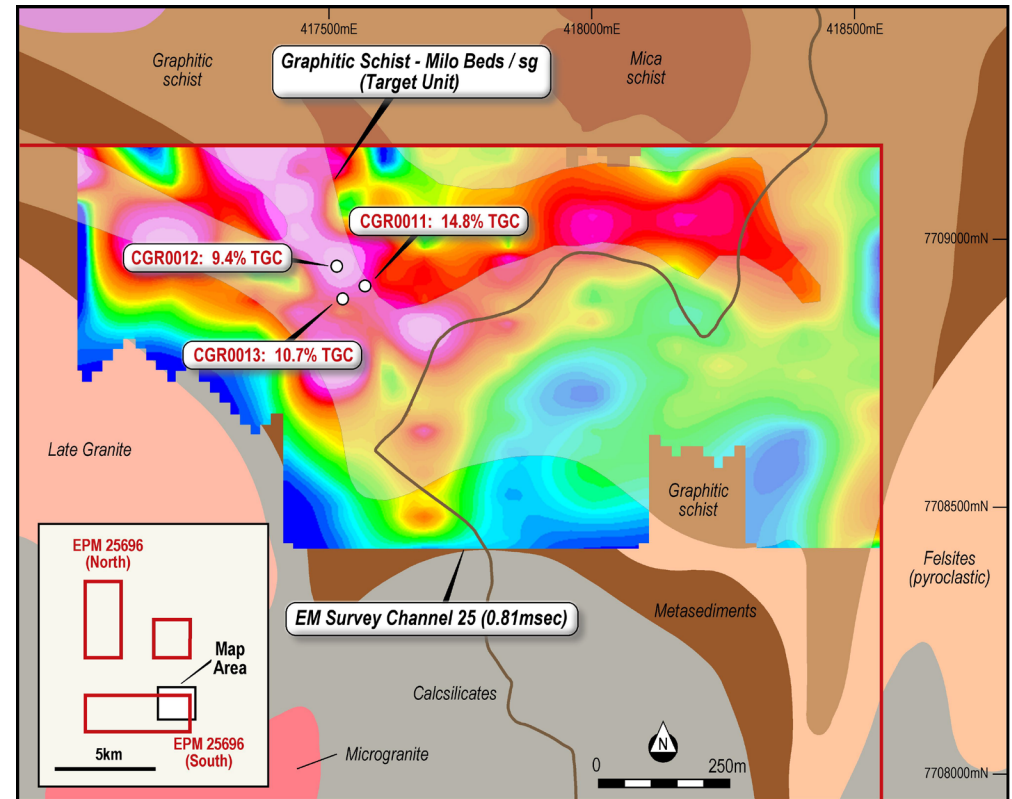 417500mE
418000mE
418500mE
Graphitic
schist
Graphitic Schist - Milo Beds / sg
(Target Unit)
Mica
schist
CGR0011: 14.8% TGC
CGR0012: 9.4% TGC
7709000mN
CGR0013: 10.7% TGC
Late Granite
Graphitic
schist
7708500mN
EPM 25696
(North)
Felsites
(pyroclastic)
EM Survey Channel 25 (0.81msec)
Metasediments
Map
Area
Calcsilicates
EPM 25696
(South)
5km
Microgranite
N
0
250m
7708000mN